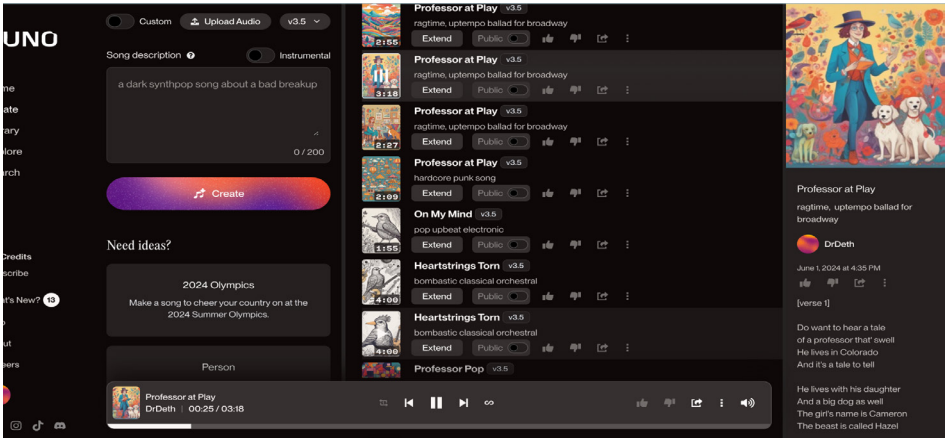 UNO
me
ate
rary
lore
rch
Credits
scribe
at's New? 13
o
ut
eers
Custom
Upload Audio
v3.5
Song description
Instrumental
a dark synthpop song about a bad breakup
0 / 200
Create
Need ideas?
2024 Olympics
Make a song to cheer your country on at the
2024 Summer Olympics.
Person
Professor at Play v3.5
ragtime, uptempo ballad for broadway
2:55
Extend Public
Professor at Play v3.5
ragtime, uptempo ballad for broadway
3:18
Extend Public
Professor at Play v3.5
ragtime, uptempo ballad for broadway
2:27
Extend Public
Professor at Play v3.5
hardcore punk song
2:09
Extend Public
On My Mind v3.5
pop upbeat electronic
1:55
Extend Public
Heartstrings Torn v3.5
bombastic classical orchestral
4:00
Extend Public
Heartstrings Torn v3.5
bombastic classical orchestral
4:00
Extend Public
Professor Pop v3.5
Professor at Play
ragtime, uptempo ballad for
broadway
DrDeth
June 1, 2024 at 4:35 PM
[verse 1]
Do want to hear a tale
of a professor that' swell
He lives in Colorado
And it's a tale to tell
He lives with his daughter
And a big dog as well
The girl's name is Cameron
The beast is called Hazel
Professor at Play
DrDeth 00:25 / 03:18